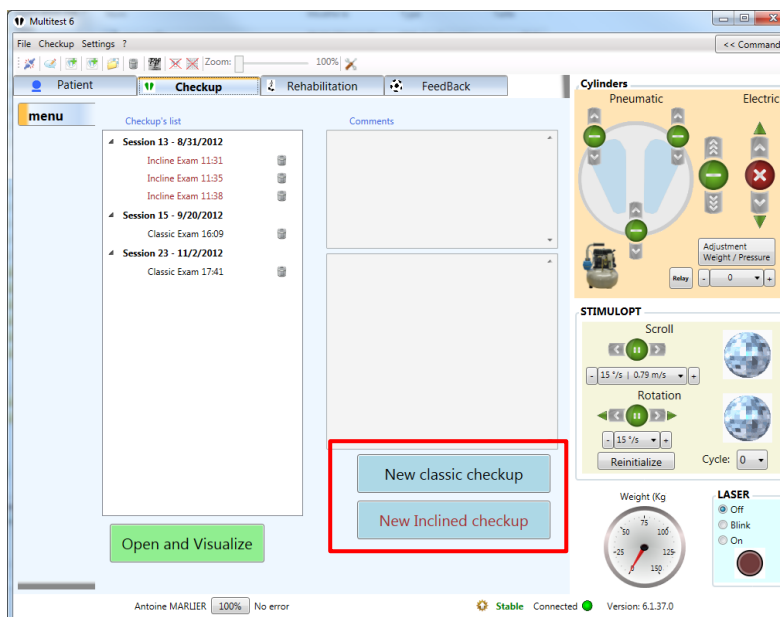 Multitest 6
File Checkup Settings ?
<< Command
Zoom: 100%
Patient Checkup Rehabilitation FeedBack
menu
Checkup's list
Session 13 - 8/31/2012
Incline Exam 11:31
Incline Exam 11:35
Incline Exam 11:38
Session 15 - 9/20/2012
Classic Exam 16:09
Session 23 - 11/2/2012
Classic Exam 17:41
Open and Visualize
Comments
New classic checkup
New Inclined checkup
Cylinders
Pneumatic Electric
Adjustment
Weight / Pressure
Relay - 0 +
STIMULOPT
Scroll
- 15 °/s | 0.79 m/s +
Rotation
- 15 °/s +
Reinitialize Cycle: 0
Weight (Kg
75
50 100
25 125
0 150
LASER
Off
Blink
On
Antoine MARLIER 100% No error Stable Connected Version: 6.1.37.0